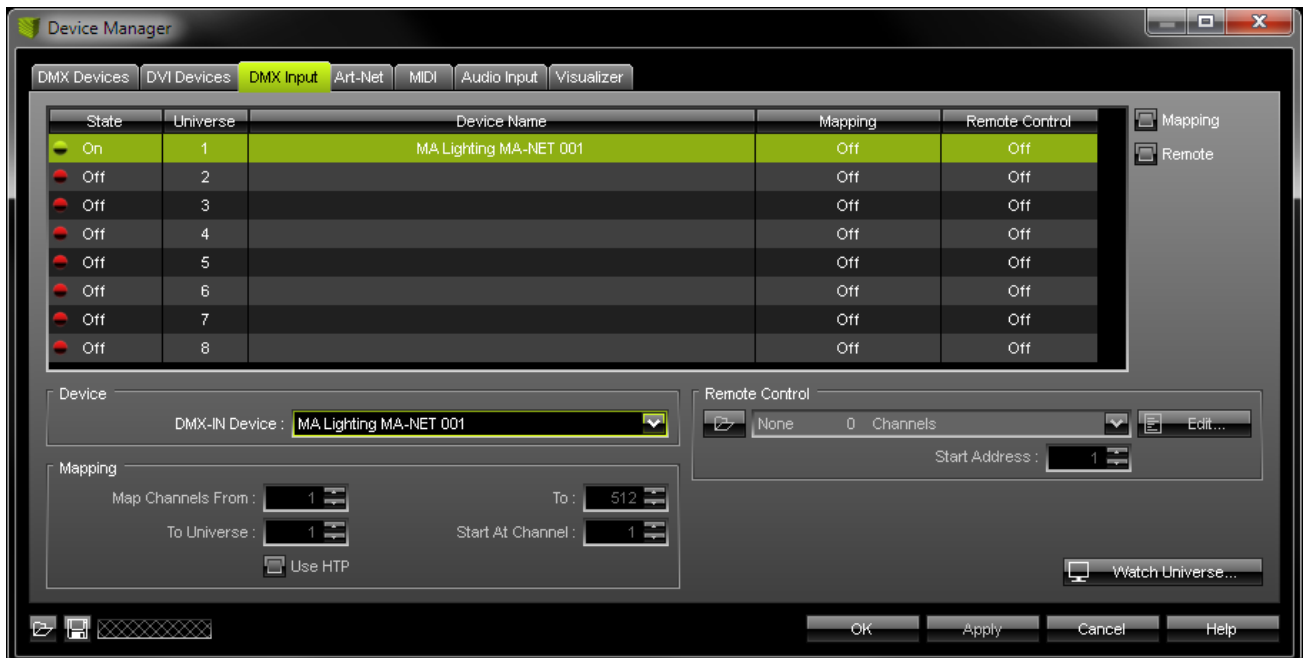 Device Manager
DMX Devices DVI Devices DMX Input Art-Net MIDI Audio Input Visualizer
State Universe Device Name Mapping Remote Control
On 1 MA Lighting MA-NET 001 Off Off
Off 2 Off Off
Off 3 Off Off
Off 4 Off Off
Off 5 Off Off
Off 6 Off Off
Off 7 Off Off
Off 8 Off Off
Mapping
Remote
Device
DMX-IN Device : MA Lighting MA-NET 001
Mapping
Map Channels From : 1 To : 512
To Universe : 1 Start At Channel : 1
Use HTP
Remote Control
None 0 Channels Edit...
Start Address : 1
Watch Universe...
OK Apply Cancel Help